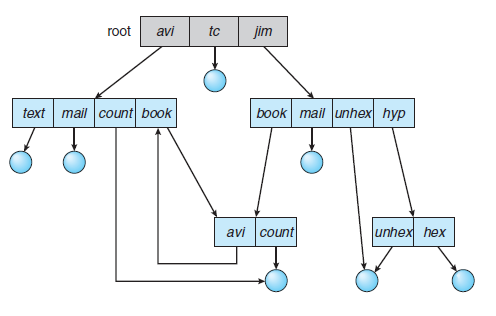 root avi tc jim
text mail count book book mail unhex hyp
avi count unhex hex